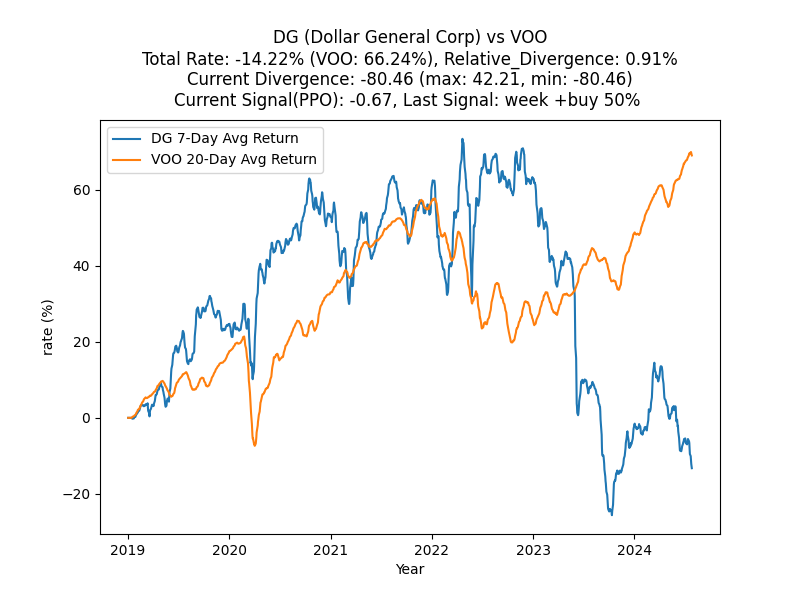 DG (Dollar General Corp) vs VOO
Total Rate: -14.22% (VOO: 66.24%), Relative_Divergence: 0.91%
Current Divergence: -80.46 (max: 42.21, min: -80.46)
Current Signal(PPO): -0.67, Last Signal: week +buy 50%
DG 7-Day Avg Return
VOO 20-Day Avg Return
rate (%)
60
40
20
0
−20
2019 2020 2021 2022 2023 2024
Year